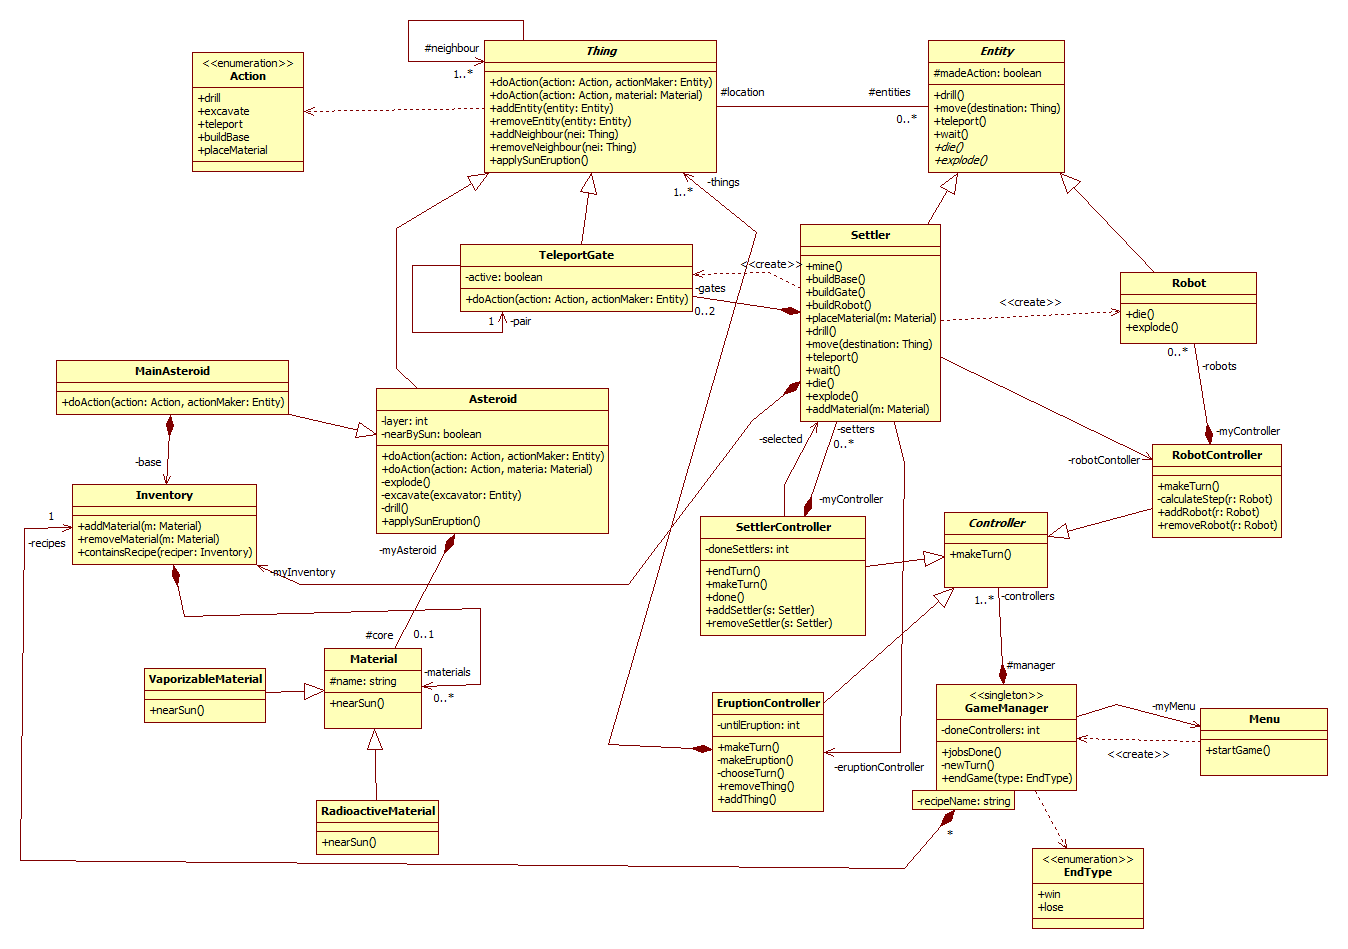 #neighbour
1..*
Thing
+doAction(action: Action, actionMaker: Entity)
+doAction(action: Action, material: Material)
+addEntity(entity: Entity)
+removeEntity(entity: Entity)
+addNeighbour(nei: Thing)
+removeNeighbour(nei: Thing)
+applySunEruption()
<<enumeration>>
Action
+drill
+excavate
+teleport
+buildBase
+placeMaterial
#location
#entities
0..*
Entity
#madeAction: boolean
+drill()
+move(destination: Thing)
+teleport()
+wait()
+die()
+explode()
1..*
-things
TeleportGate
-active: boolean
+doAction(action: Action, actionMaker: Entity)
1
-pair
<<create>>
-gates
0..2
Settler
+mine()
+buildBase()
+buildGate()
+buildRobot()
+placeMaterial(m: Material)
+drill()
+move(destination: Thing)
+teleport()
+wait()
+die()
+explode()
+addMaterial(m: Material)
<<create>>
Robot
+die()
+explode()
0..*
-robots
-myController
-robotContoller
RobotController
+makeTurn()
-calculateStep(r: Robot)
+addRobot(r: Robot)
+removeRobot(r: Robot)
MainAsteroid
+doAction(action: Action, actionMaker: Entity)
-base
Asteroid
-layer: int
-nearBySun: boolean
+doAction(action: Action, actionMaker: Entity)
+doAction(action: Action, materia: Material)
-explode()
-excavate(excavator: Entity)
-drill()
+applySunEruption()
-selected
-setters
0..*
-myController
Inventory
+addMaterial(m: Material)
+removeMaterial(m: Material)
+containsRecipe(reciper: Inventory)
1
-recipes
-myInventory
-myAsteroid
SettlerController
-doneSettlers: int
+endTurn()
+makeTurn()
+done()
+addSettler(s: Settler)
+removeSettler(s: Settler)
Controller
+makeTurn()
1..*
-controllers
#manager
#core
0..1
Material
#name: string
+nearSun()
-materials
0..*
VaporizableMaterial
+nearSun()
RadioactiveMaterial
+nearSun()
EruptionController
-untilEruption: int
+makeTurn()
-makeEruption()
-chooseTurn()
+removeThing()
+addThing()
-eruptionController
<<singleton>>
GameManager
-doneControllers: int
+jobsDone()
-newTurn()
+endGame(type: EndType)
-recipeName: string
*
-myMenu
<<create>>
Menu
+startGame()
<<enumeration>>
EndType
+win
+lose